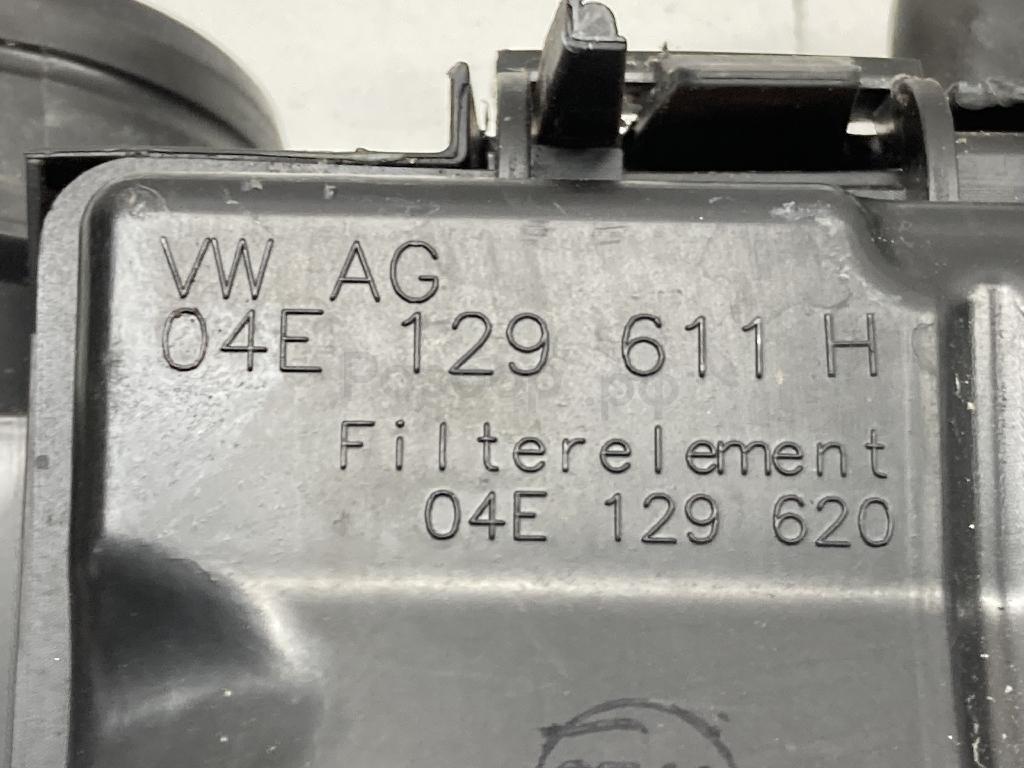 VW AG
04E 129 611 H
Filterelement
04E 129 620